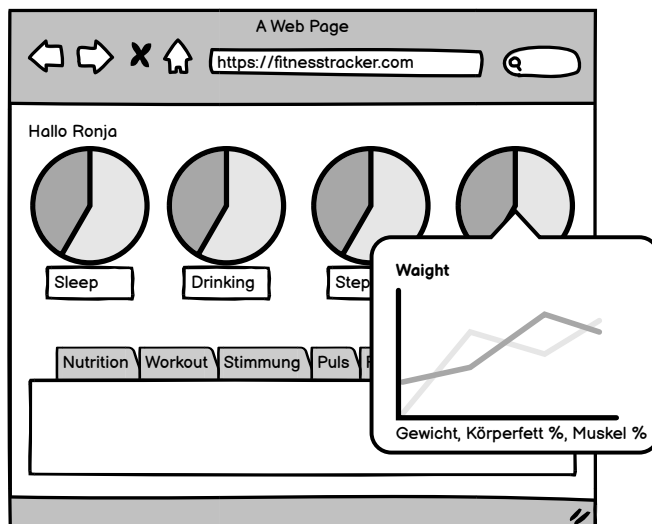 A Web Page
https://fitnesstracker.com
Hallo Ronja
Sleep
Drinking
Step
Waight
Gewicht, Körperfett %, Muskel %
Nutrition
Workout
Stimmung
Puls